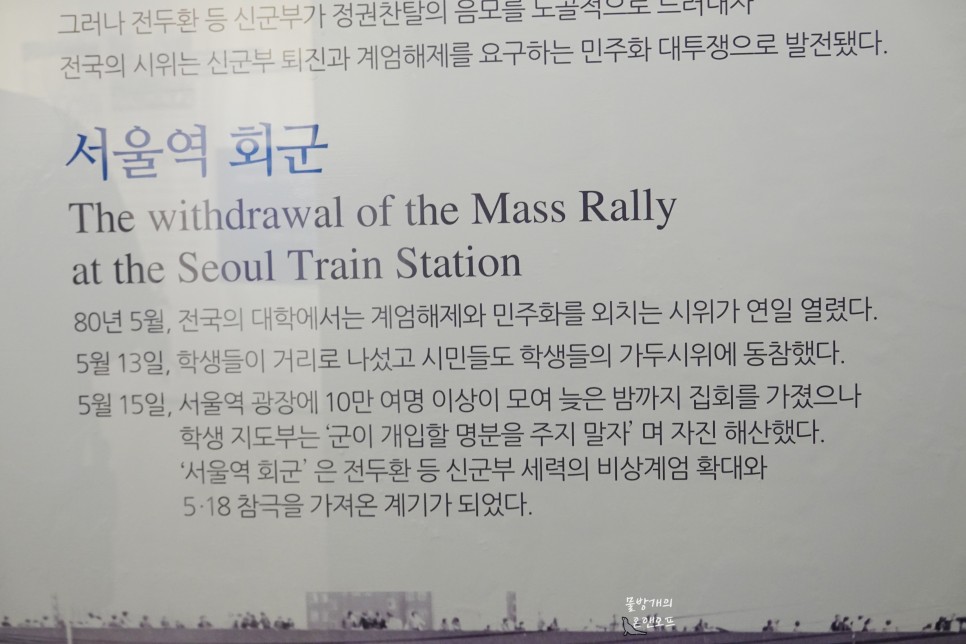 그러나 전두환 등 신군부가 정권찬탈의 음모를 노골적으로 드러내자
전국의 시위는 신군부 퇴진과 계엄해제를 요구하는 민주화 대투쟁으로 발전됐다.
서울역 회군
The withdrawal of the Mass Rally
at the Seoul Train Station
80년 5월, 전국의 대학에서는 계엄해제와 민주화를 외치는 시위가 연일 열렸다.
5월 13일, 학생들이 거리로 나섰고 시민들도 학생들의 가두시위에 동참했다.
5월 15일, 서울역 광장에 10만 여명 이상이 모여 늦은 밤까지 집회를 가졌으나
학생 지도부는 ‘군이 개입할 명분을 주지 말자’ 며 자진 해산했다.
‘서울역 회군’ 은 전두환 등 신군부 세력의 비상계엄 확대와
5·18 참극을 가져온 계기가 되었다.
물방개의
온앤오프